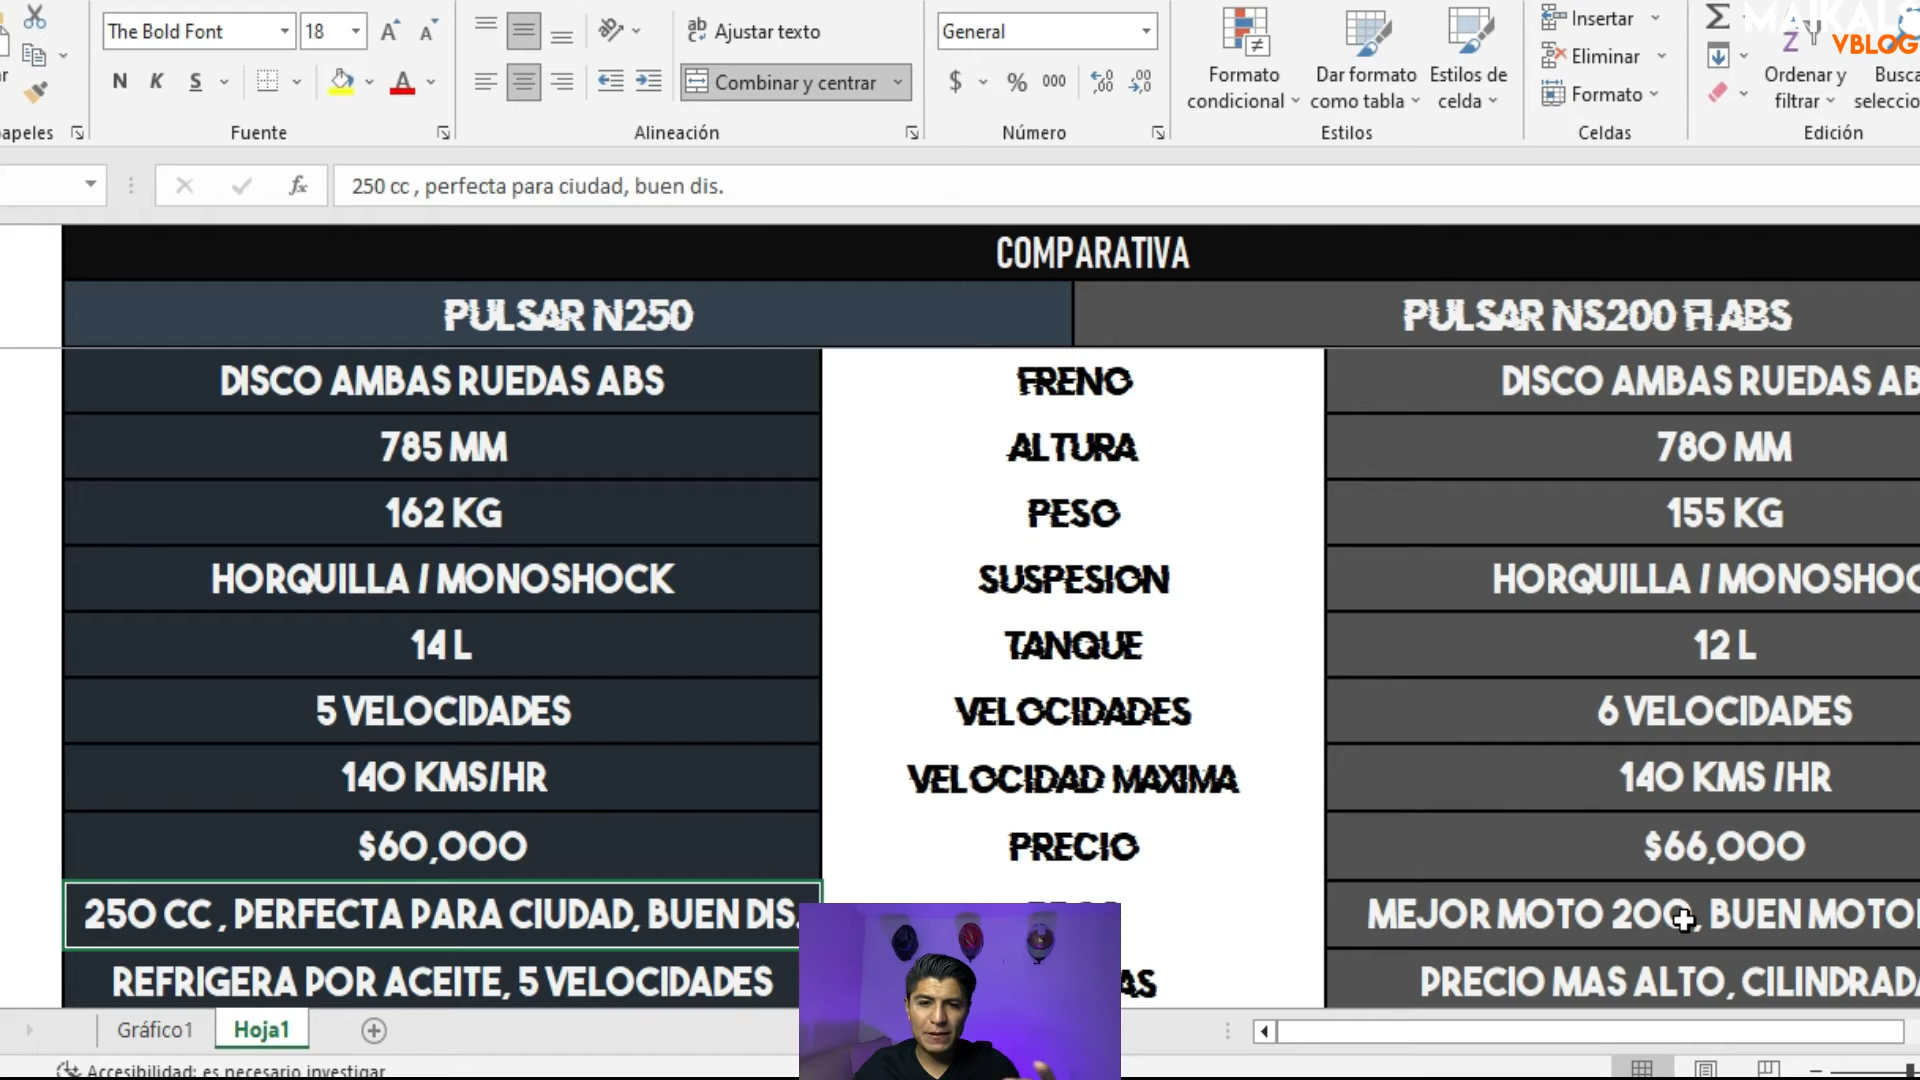 The Bold Font
18
Ajustar texto
General
Insertar
MAIKALS
VBLOG
Eliminar
Formato condicional
Dar formato como tabla
Estilos de celda
Formato
Ordenar y filtrar
N K S
Combinar y centrar
$ % 000
Fuente
Alineación
Número
Estilos
Celdas
Edición
fx
250 cc , perfecta para ciudad, buen dis.
COMPARATIVA
PULSAR N250
PULSAR NS200 FI ABS
DISCO AMBAS RUEDAS ABS
FRENO
DISCO AMBAS RUEDAS AB
785 MM
ALTURA
780 MM
162 KG
PESO
155 KG
HORQUILLA / MONOSHOCK
SUSPESION
HORQUILLA / MONOSHOC
14 L
TANQUE
12 L
5 VELOCIDADES
VELOCIDADES
6 VELOCIDADES
140 KMS/HR
VELOCIDAD MAXIMA
140 KMS /HR
$60,000
PRECIO
$66,000
250 CC , PERFECTA PARA CIUDAD, BUEN DIS.
MEJOR MOTO 200, BUEN MOTO
REFRIGERA POR ACEITE, 5 VELOCIDADES
AS
PRECIO MAS ALTO, CILINDRADA
Gráfico1
Hoja1
Accesibilidad: es necesario investigar